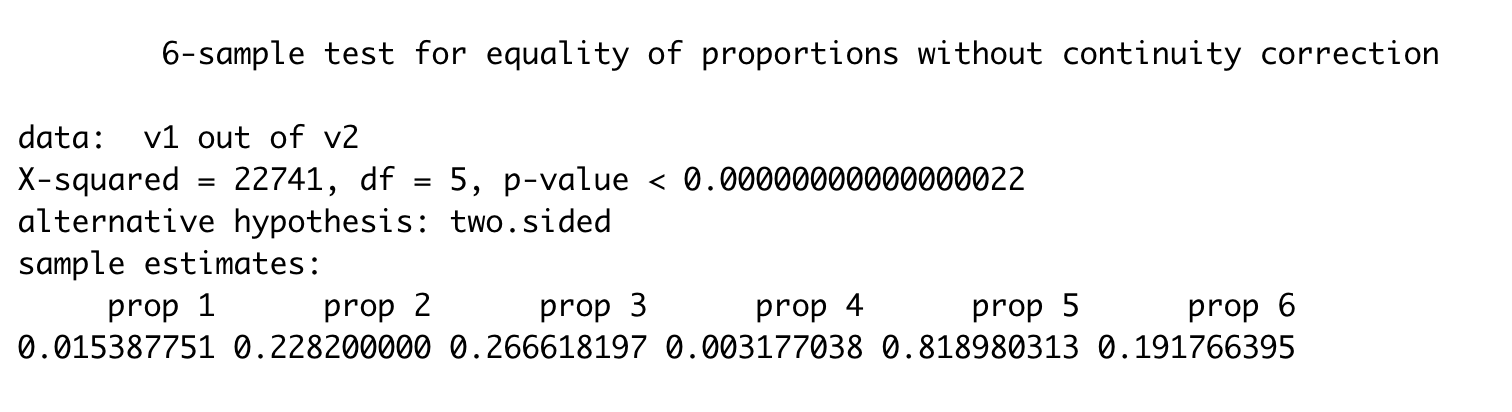 6-sample test for equality of proportions without continuity correction
data:  v1 out of v2
X-squared = 22741, df = 5, p-value < 0.00000000000000022
alternative hypothesis: two.sided
sample estimates:
prop 1 prop 2 prop 3 prop 4 prop 5 prop 6
0.015387751 0.228200000 0.266618197 0.003177038 0.818980313 0.191766395